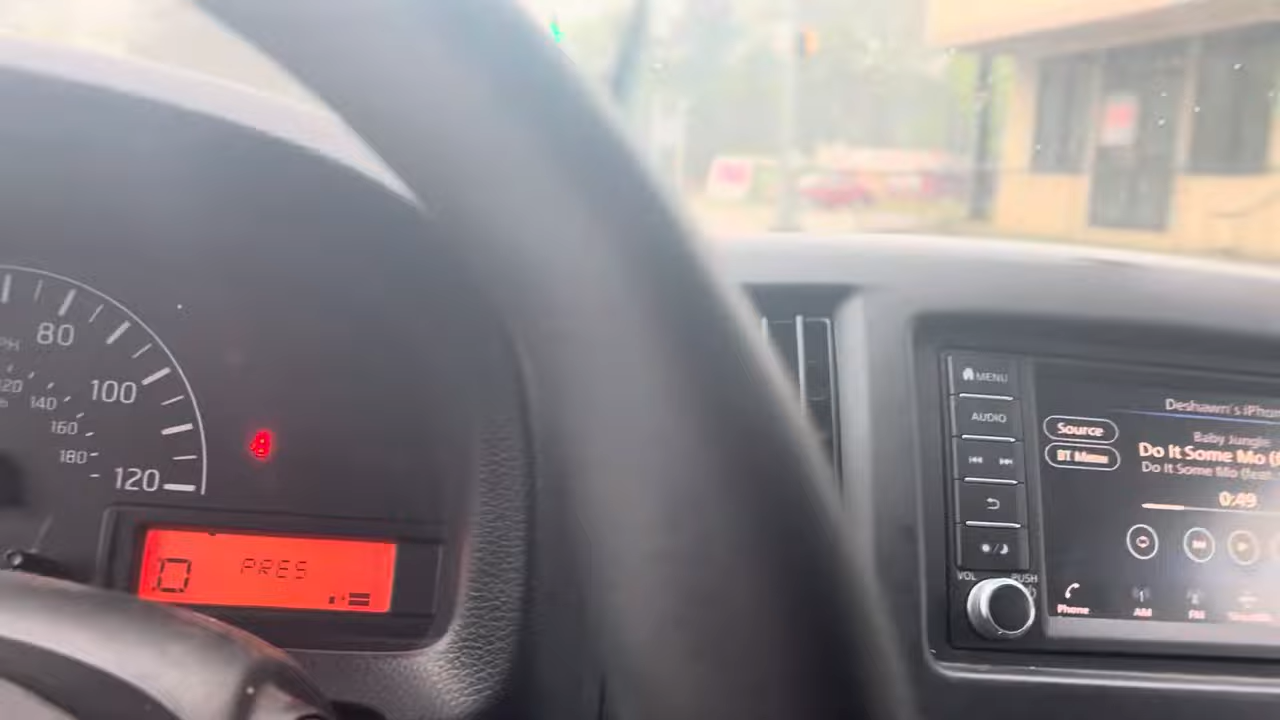 80
100
120
140
160
180
120
PRES
MENU
AUDIO
VOL
PUSH
Deshawn's iPhon
Source
Baby Jungle
BT Menu
Do It Some Mo (f
Do It Some Mo (feat.
0:49
Phone
AM
FM